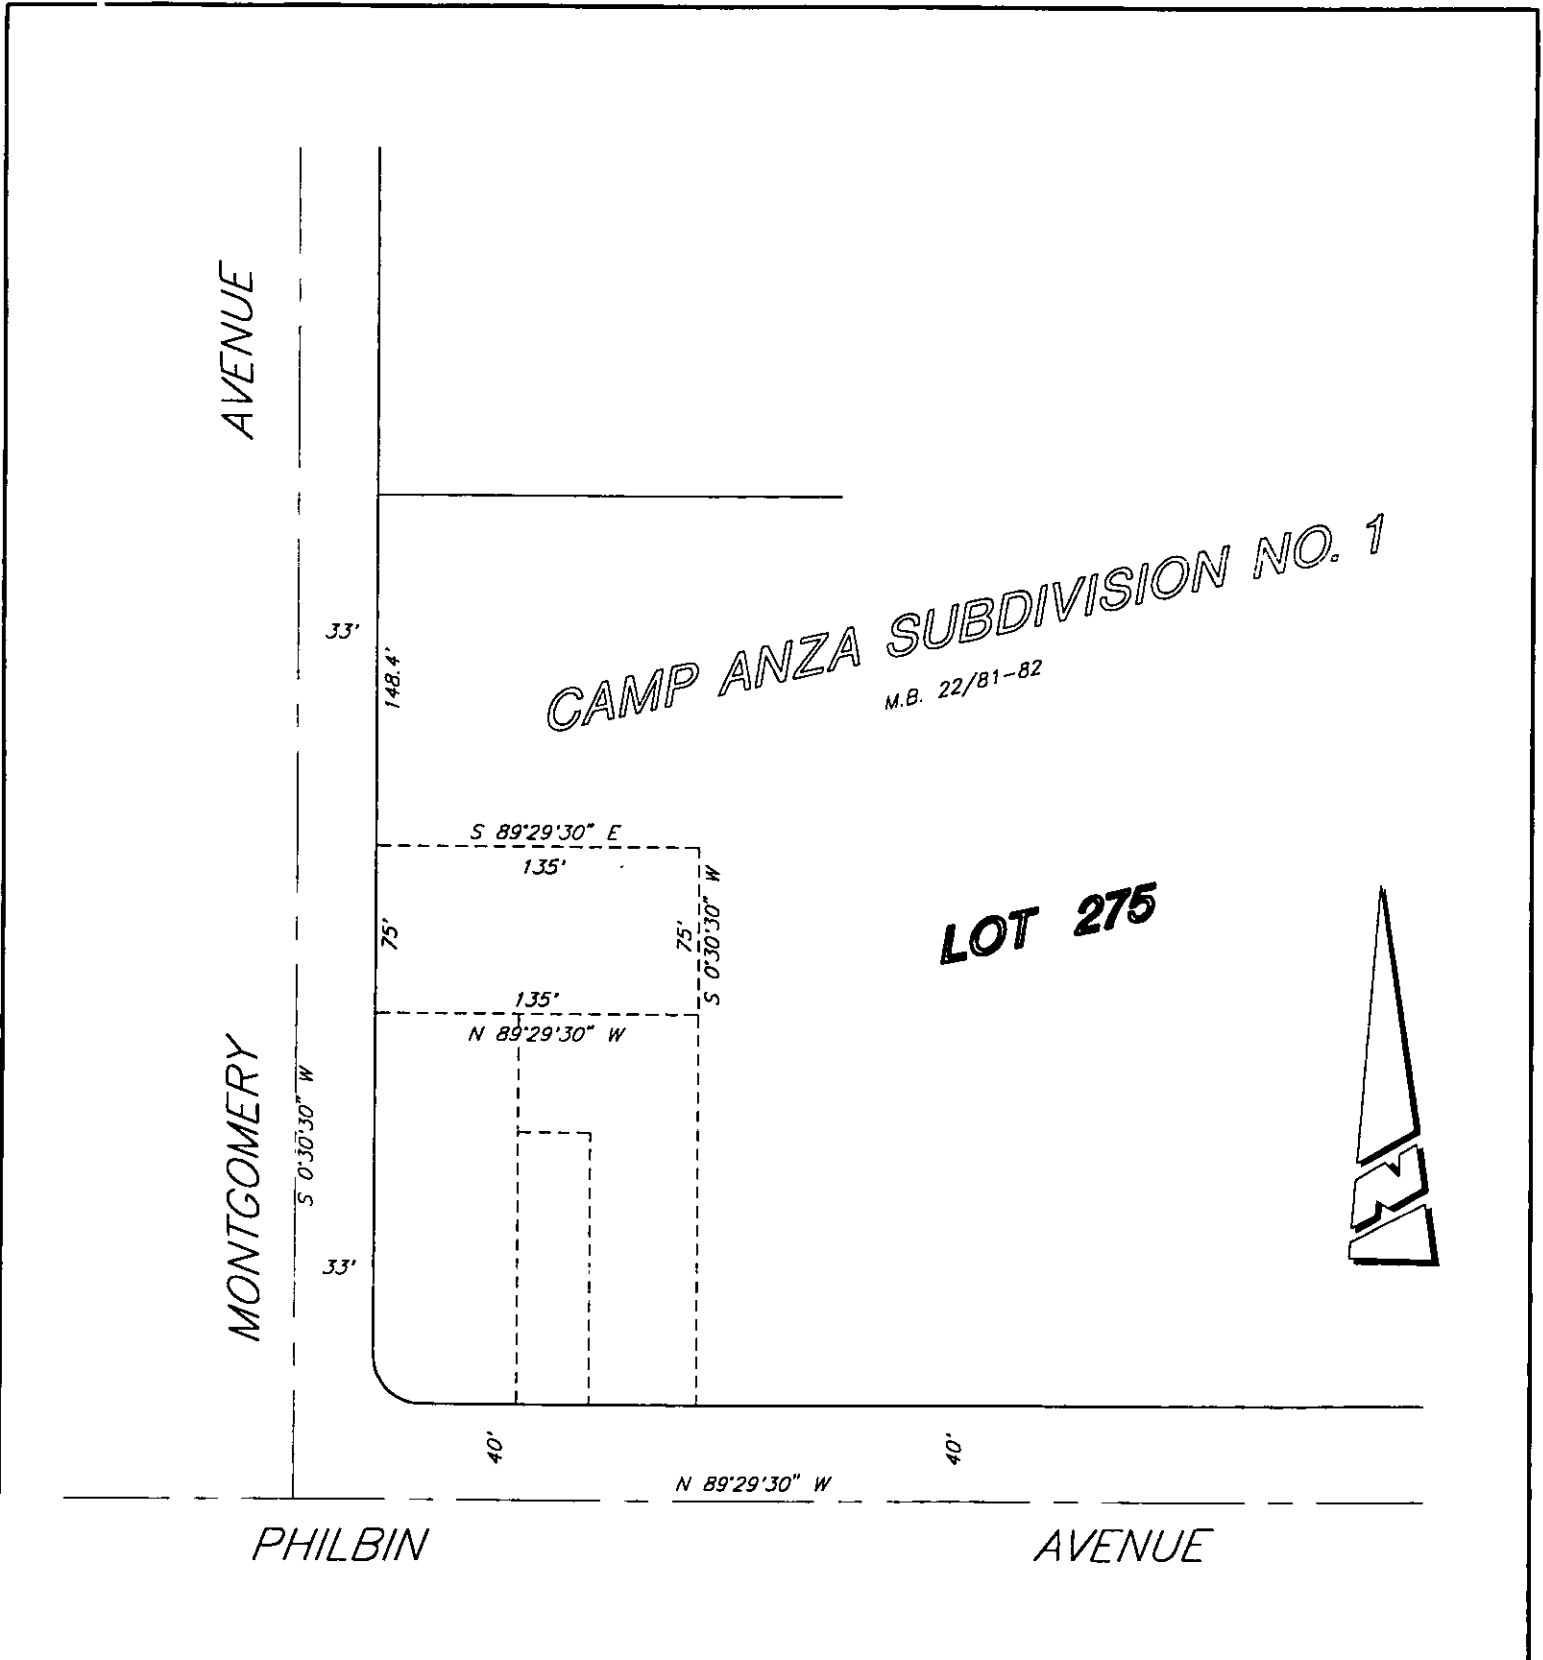 AVENUE
33'
148.4'
CAMP ANZA SUBDIVISION NO. 1
M.B. 22/81-82
S 89°29'30" E
135'
75'
75'
S 0°30'30" W
LOT 275
135'
N 89°29'30" W
MONTGOMERY
S 0°30'30" W
33'
N
40'
40'
N 89°29'30" W
PHILBIN AVENUE